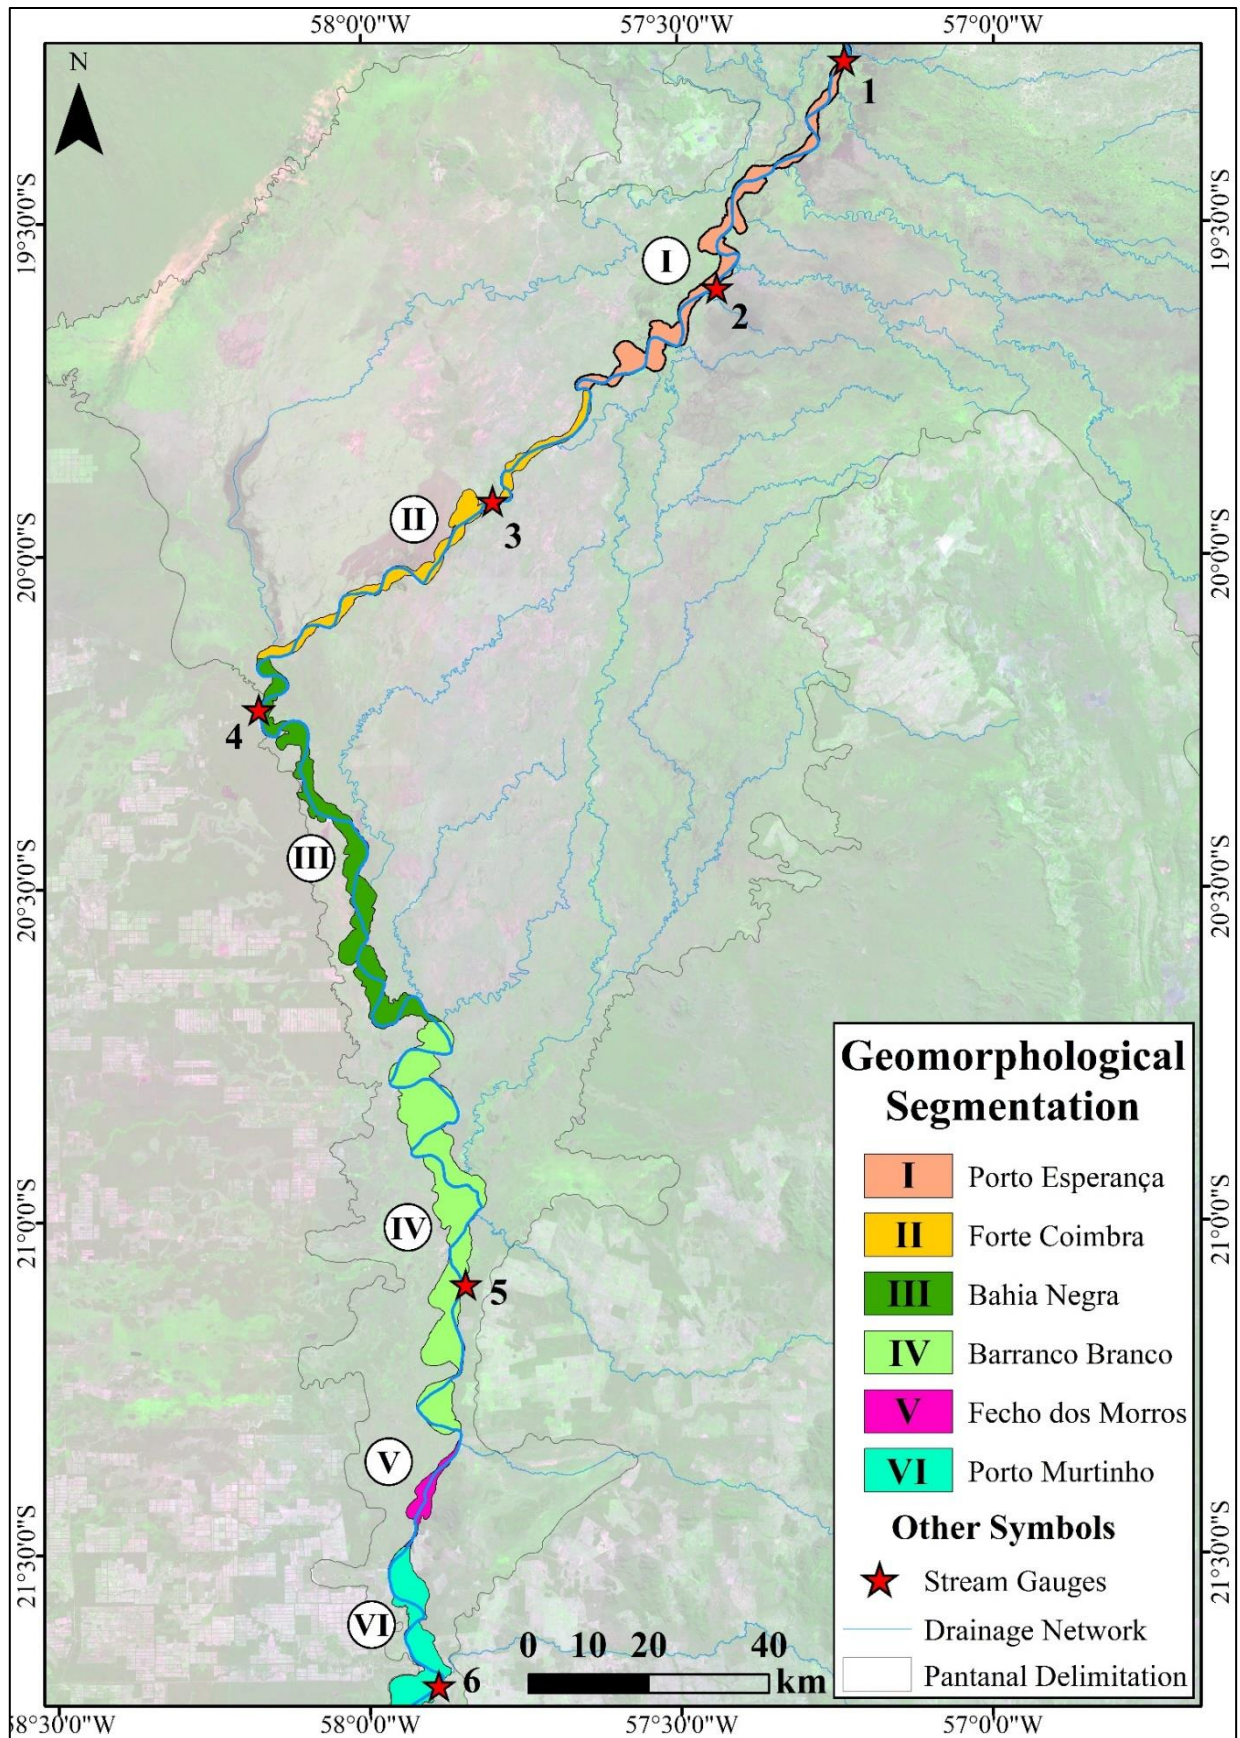 58°0'0"W
57°30'0"W
57°0'0"W
N
1
19°30'0"S
19°30'0"S
I
2
II
3
20°0'0"S
20°0'0"S
4
III
20°30'0"S
20°30'0"S
Geomorphological
Segmentation
I Porto Esperança
IV
21°0'0"S
21°0'0"S
II Forte Coimbra
5
III Bahia Negra
IV Barranco Branco
V
V Fecho dos Morros
VI Porto Murtinho
Other Symbols
21°30'0"S
21°30'0"S
Stream Gauges
VI
0 10 20 40
km
Drainage Network
6
Pantanal Delimitation
8°30'0"W
58°0'0"W
57°30'0"W
57°0'0"W